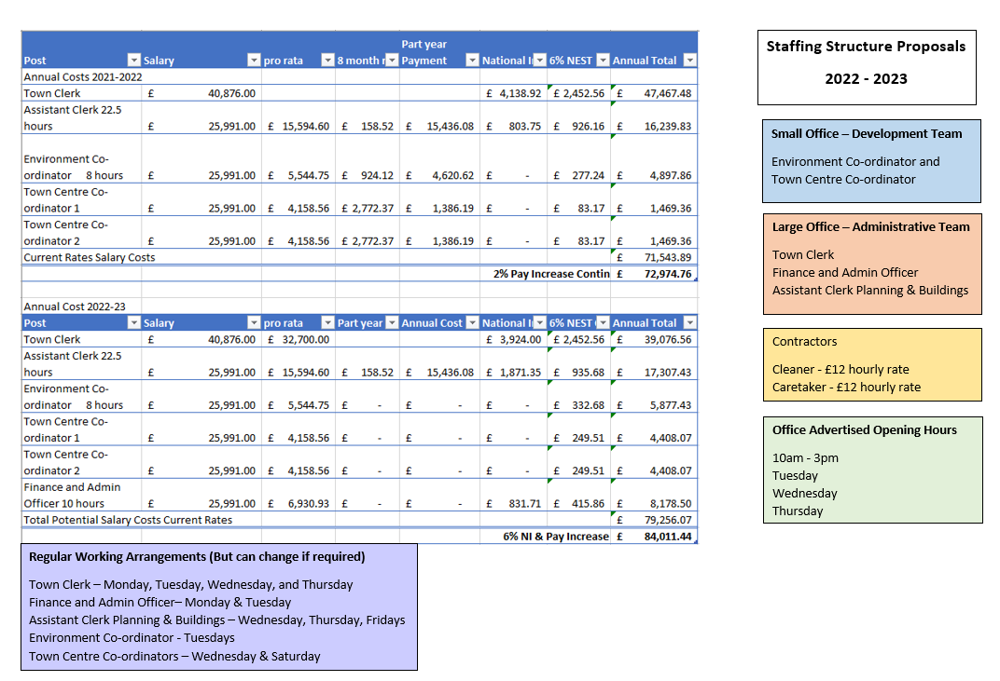 Part year
Post Salary pro rata 8 month r Payment National I 6% NEST Annual Total
Annual Costs 2021-2022
Town Clerk £ 40,876.00 £ 4,138.92 £ 2,452.56 £ 47,467.48
Assistant Clerk 22.5
hours £ 25,991.00 £ 15,594.60 £ 158.52 £ 15,436.08 £ 803.75 £ 926.16 £ 16,239.83
Environment Co-
ordinator 8 hours £ 25,991.00 £ 5,544.75 £ 924.12 £ 4,620.62 £ - £ 277.24 £ 4,897.86
Town Centre Co-
ordinator 1 £ 25,991.00 £ 4,158.56 £ 2,772.37 £ 1,386.19 £ - £ 83.17 £ 1,469.36
Town Centre Co-
ordinator 2 £ 25,991.00 £ 4,158.56 £ 2,772.37 £ 1,386.19 £ - £ 83.17 £ 1,469.36
Current Rates Salary Costs £ 71,543.89
2% Pay Increase Contin £ 72,974.76
Annual Cost 2022-23
Post Salary pro rata Part year Annual Cost National I 6% NEST Annual Total
Town Clerk £ 40,876.00 £ 32,700.00 £ 3,924.00 £ 2,452.56 £ 39,076.56
Assistant Clerk 22.5
hours £ 25,991.00 £ 15,594.60 £ 158.52 £ 15,436.08 £ 1,871.35 £ 935.68 £ 17,307.43
Environment Co-
ordinator 8 hours £ 25,991.00 £ 5,544.75 £ - £ - £ - £ 332.68 £ 5,877.43
Town Centre Co-
ordinator 1 £ 25,991.00 £ 4,158.56 £ - £ - £ - £ 249.51 £ 4,408.07
Town Centre Co-
ordinator 2 £ 25,991.00 £ 4,158.56 £ - £ - £ - £ 249.51 £ 4,408.07
Finance and Admin
Officer 10 hours £ 25,991.00 £ 6,930.93 £ - £ - £ 831.71 £ 415.86 £ 8,178.50
Total Potential Salary Costs Current Rates £ 79,256.07
6% NI & Pay Increase £ 84,011.44
Regular Working Arrangements (But can change if required)
Town Clerk – Monday, Tuesday, Wednesday, and Thursday
Finance and Admin Officer– Monday & Tuesday
Assistant Clerk Planning & Buildings – Wednesday, Thursday, Fridays
Environment Co-ordinator - Tuesdays
Town Centre Co-ordinators – Wednesday & Saturday
Staffing Structure Proposals
2022 - 2023
Small Office – Development Team
Environment Co-ordinator and
Town Centre Co-ordinator
Large Office – Administrative Team
Town Clerk
Finance and Admin Officer
Assistant Clerk Planning & Buildings
Contractors
Cleaner - £12 hourly rate
Caretaker - £12 hourly rate
Office Advertised Opening Hours
10am - 3pm
Tuesday
Wednesday
Thursday